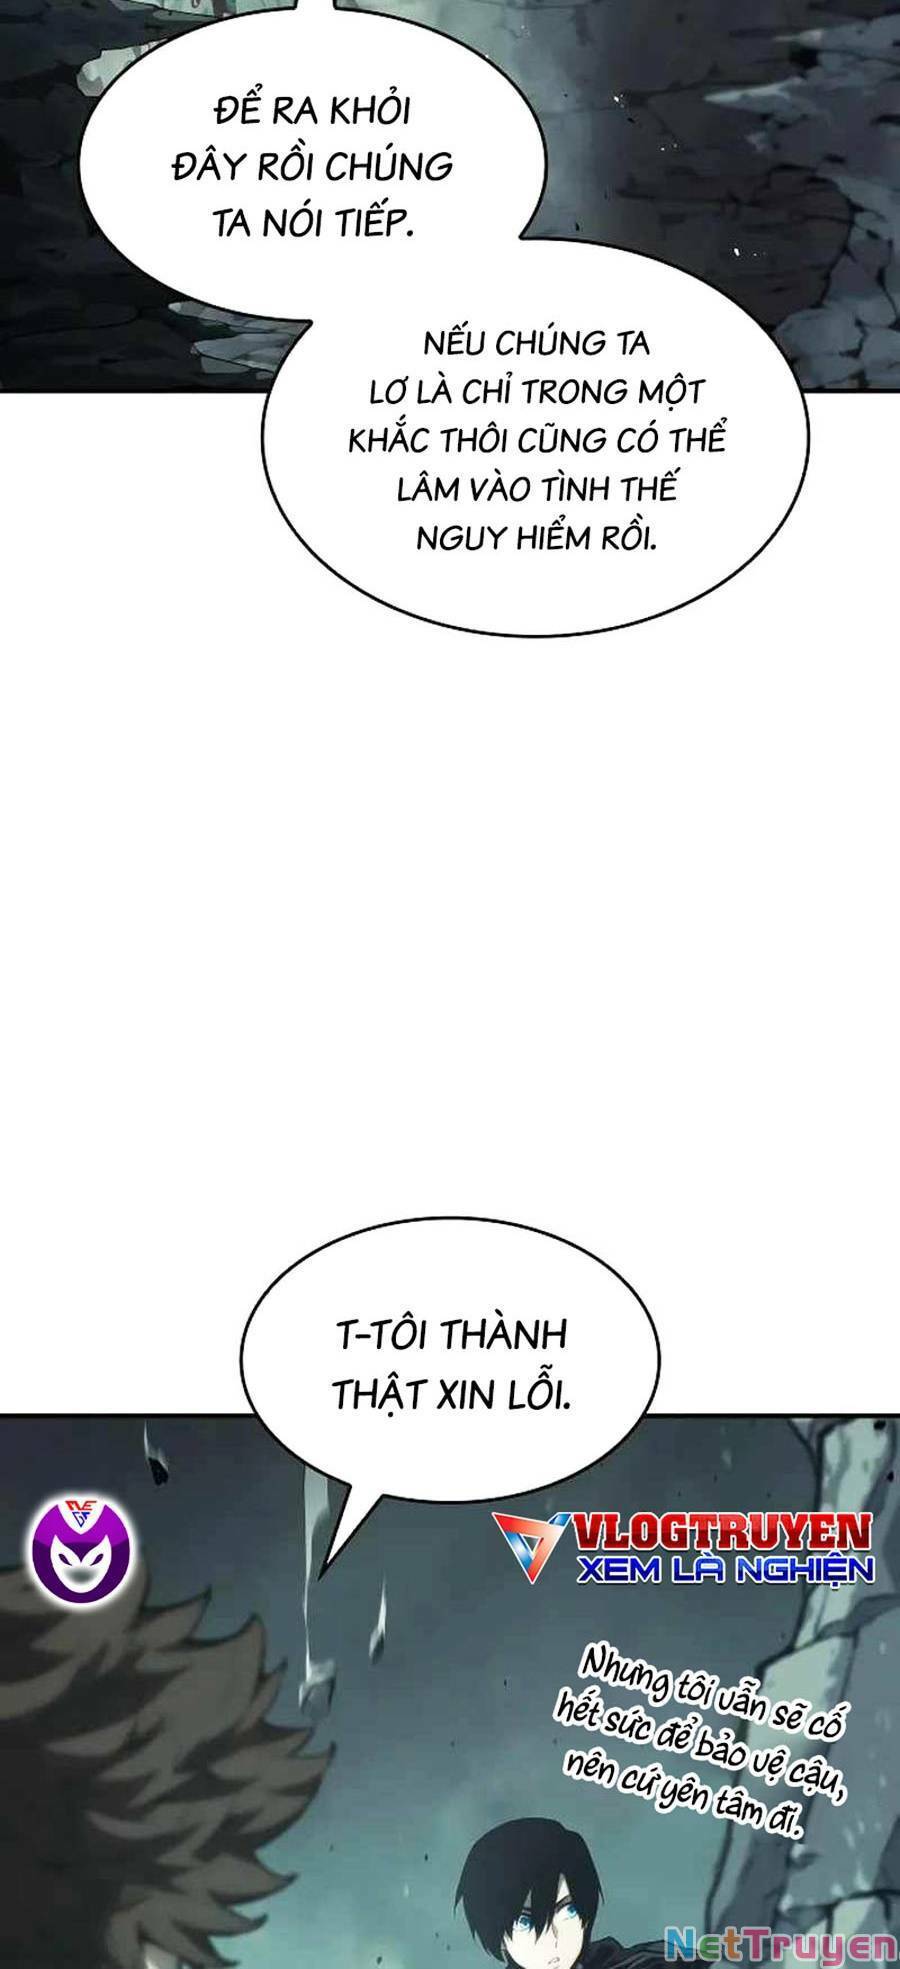 ĐỂ RA KHỎI
ĐÂY RỒI CHÚNG
TA NÓI TIẾP.
NẾU CHÚNG TA
LƠ LÀ CHỈ TRONG MỘT
KHẮC THÔI CŨNG CÓ THỂ
LÂM VÀO TÌNH THẾ
NGUY HIỂM RỒI.
T-TÔI THÀNH
THẬT XIN LỖI.
VLOGTRUYEN
XEM LÀ NGHIỆN
Nhưng tôi vẫn sẽ cố
hết sức để bảo vệ cậu,
nên cứ yên tâm đi.
NetTruyen